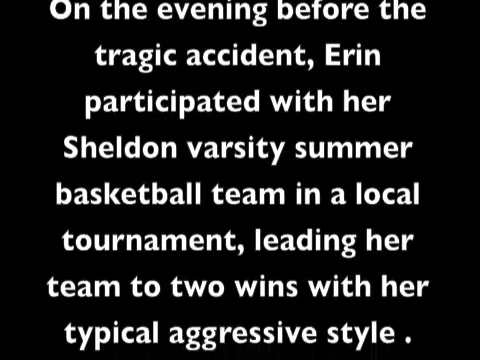 On the evening before the
tragic accident, Erin
participated with her
Sheldon varsity summer
basketball team in a local
tournament, leading her
team to two wins with her
typical aggressive style .